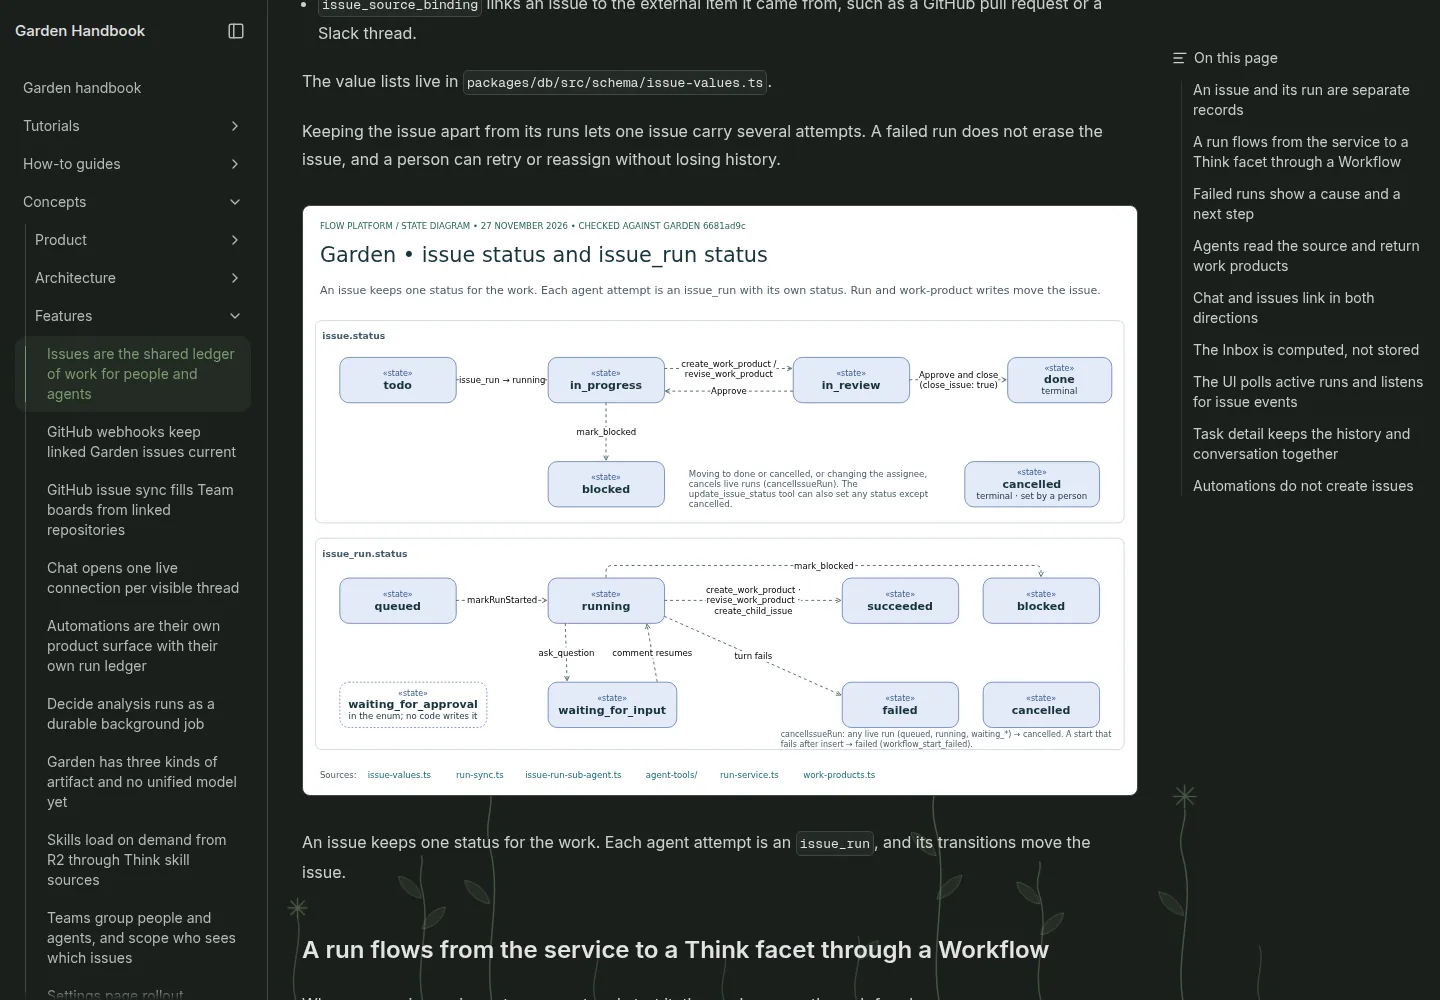 Garden Handbook
Garden handbook
Tutorials
How-to guides
Concepts
Product
Architecture
Features
Issues are the shared ledger
of work for people and
agents
GitHub webhooks keep
linked Garden issues current
GitHub issue sync fills Team
boards from linked
repositories
Chat opens one live
connection per visible thread
Automations are their own
product surface with their
own run ledger
Decide analysis runs as a
durable background job
Garden has three kinds of
artifact and no unified model
yet
Skills load on demand from
R2 through Think skill
sources
Teams group people and
agents, and scope who sees
which issues
Settings page rollout
issue_source_binding links an issue to the external item it came from, such as a GitHub pull request or a
Slack thread.
The value lists live in packages/db/src/schema/issue-values.ts.
Keeping the issue apart from its runs lets one issue carry several attempts. A failed run does not erase the
issue, and a person can retry or reassign without losing history.
FLOW PLATFORM / STATE DIAGRAM • 27 NOVEMBER 2026 • CHECKED AGAINST GARDEN 6681ad9c
Garden • issue status and issue_run status
An issue keeps one status for the work. Each agent attempt is an issue_run with its own status. Run and work-product writes move the issue.
issue.status
«state»
todo
issue_run → running
«state»
in_progress
create_work_product /
revise_work_product
Approve
«state»
in_review
Approve and close
(close_issue: true)
«state»
done
terminal
mark_blocked
«state»
blocked
Moving to done or cancelled, or changing the assignee,
cancels live runs (cancelIssueRun). The
update_issue_status tool can also set any status except
cancelled.
«state»
cancelled
terminal · set by a person
issue_run.status
mark_blocked
«state»
queued
markRunStarted
«state»
running
create_work_product ·
revise_work_product ·
create_child_issue
«state»
succeeded
«state»
blocked
ask_question
comment resumes
turn fails
«state»
waiting_for_approval
in the enum; no code writes it
«state»
waiting_for_input
«state»
failed
«state»
cancelled
cancelIssueRun: any live run (queued, running, waiting_*) → cancelled. A start that
fails after insert → failed (workflow_start_failed).
Sources: issue-values.ts run-sync.ts issue-run-sub-agent.ts agent-tools/ run-service.ts work-products.ts
An issue keeps one status for the work. Each agent attempt is an issue_run, and its transitions move the
issue.
A run flows from the service to a Think facet through a Workflow
On this page
An issue and its run are separate
records
A run flows from the service to a
Think facet through a Workflow
Failed runs show a cause and a
next step
Agents read the source and return
work products
Chat and issues link in both
directions
The Inbox is computed, not stored
The UI polls active runs and listens
for issue events
Task detail keeps the history and
conversation together
Automations do not create issues